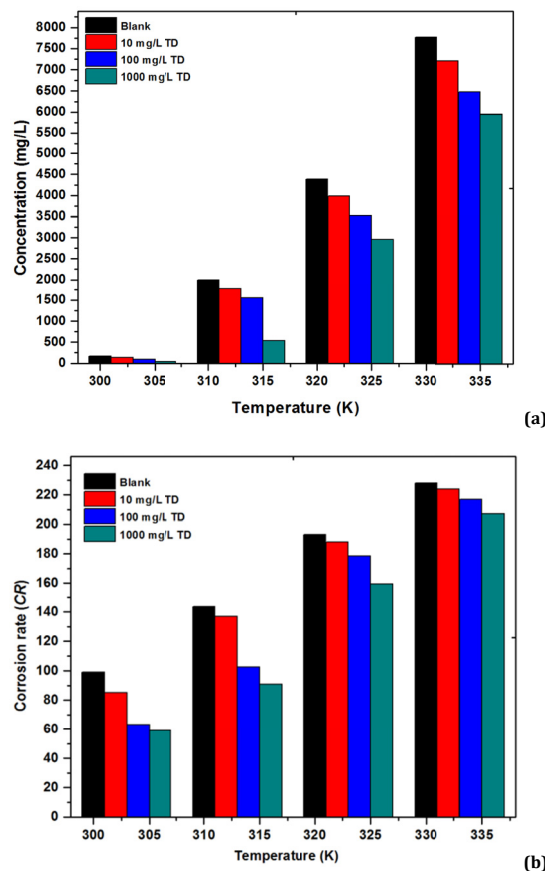 Blank
10 mg/L TD
100 mg/L TD
1000 mg/L TD
Concentration (mg/L)
8000
7500
7000
6500
6000
5500
5000
4500
4000
3500
3000
2500
2000
1500
1000
500
0
300 305 310 315 320 325 330 335
Temperature (K)
(a)
Blank
10 mg/L TD
100 mg/L TD
1000 mg/L TD
Corrosion rate (CR)
240
220
200
180
160
140
120
100
80
60
40
20
0
300 305 310 315 320 325 330 335
Temperature (K)
(b)